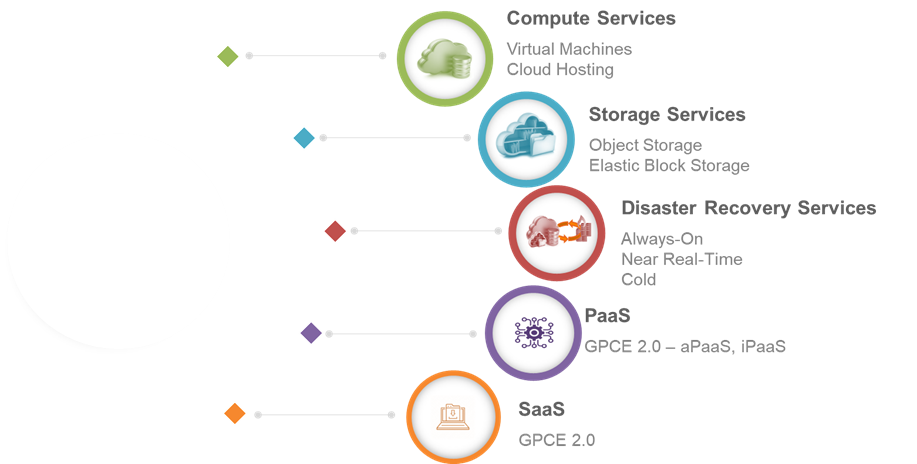 Compute Services
Virtual Machines
Cloud Hosting
Storage Services
Object Storage
Elastic Block Storage
Disaster Recovery Services
Always-On
Near Real-Time
Cold
PaaS
GPCE 2.0 – aPaaS, iPaaS
SaaS
GPCE 2.0